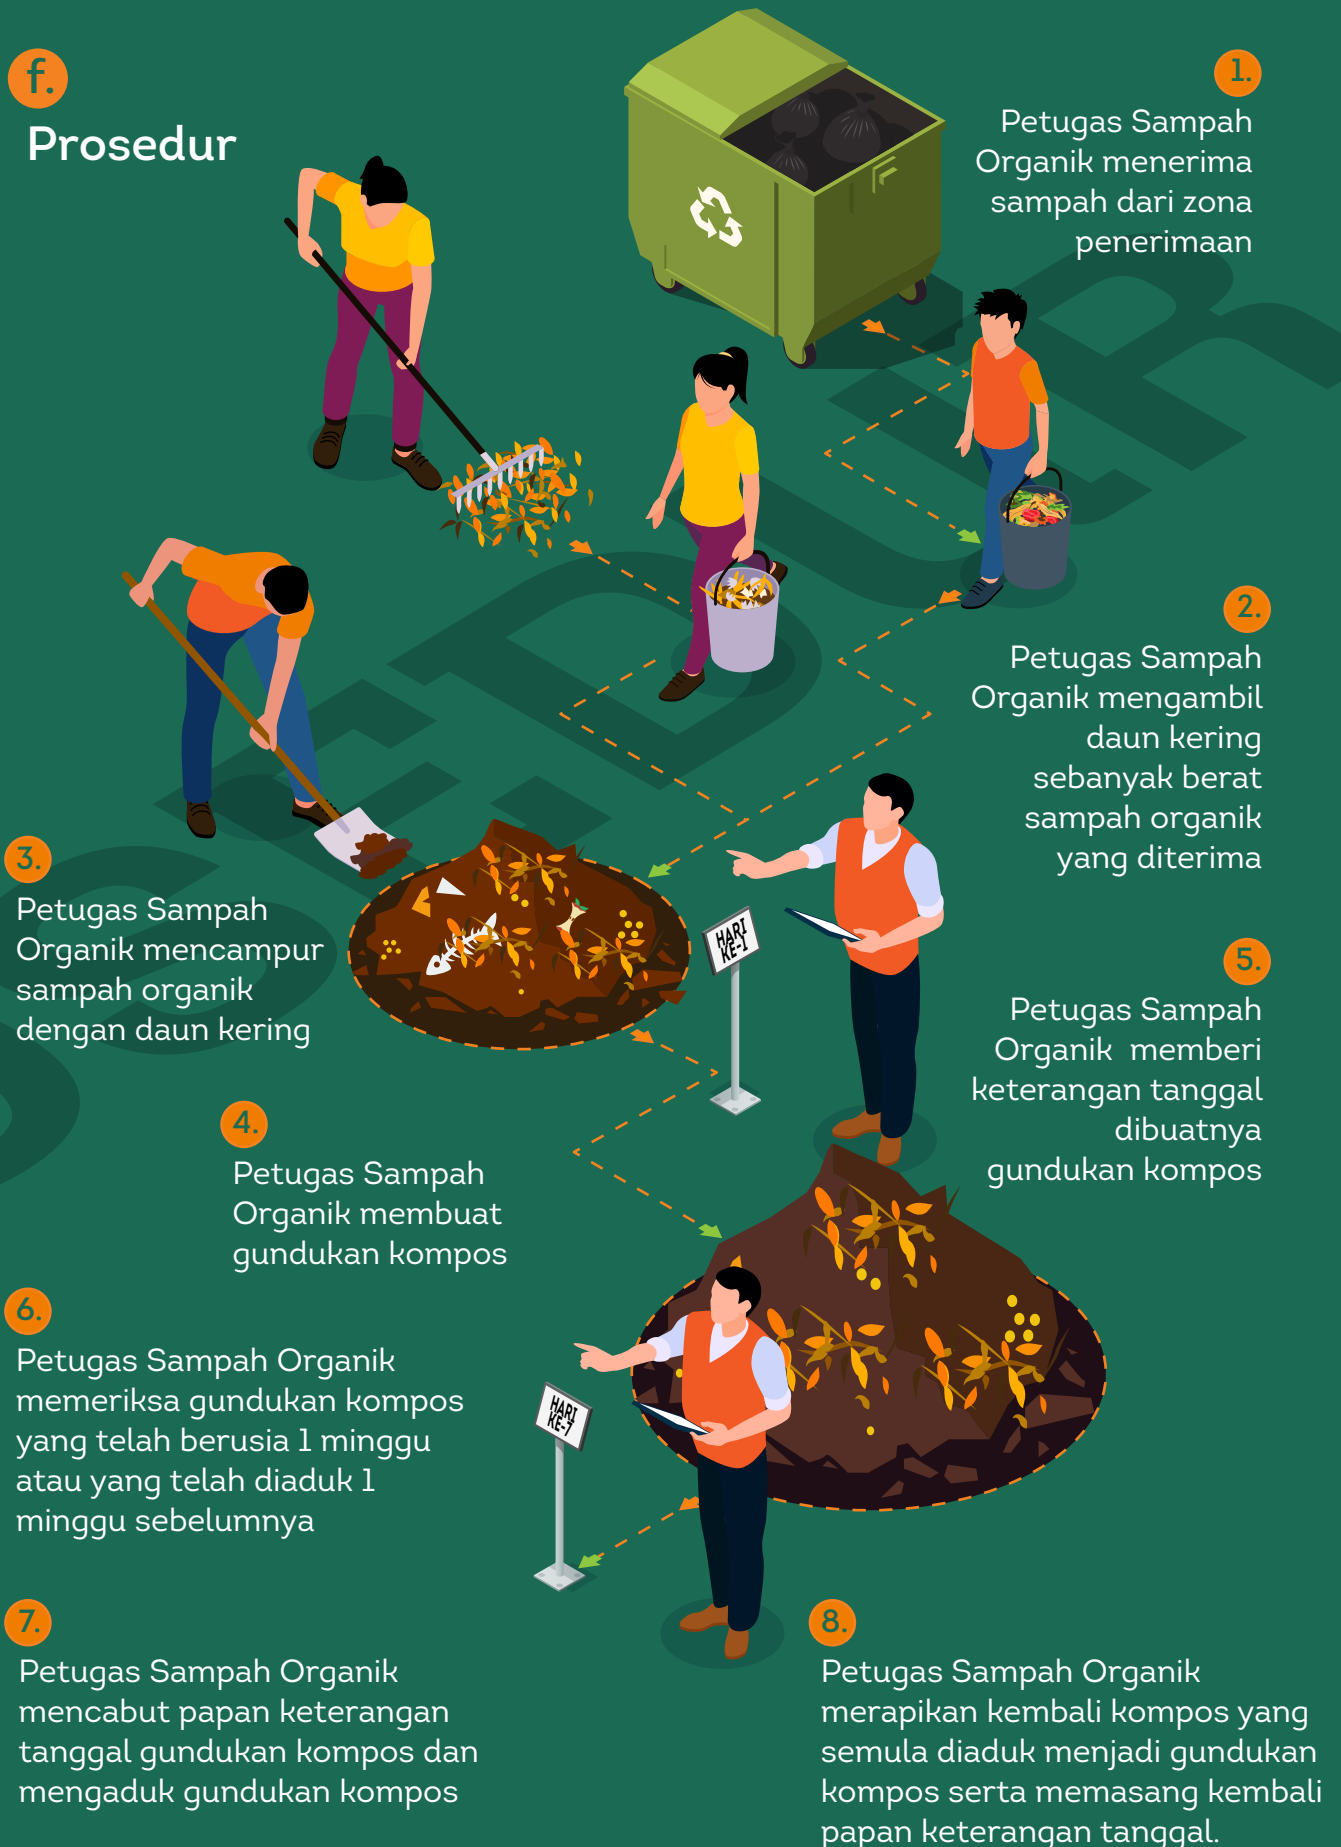 f.
Prosedur
1.
Petugas Sampah
Organik menerima
sampah dari zona
penerimaan
2.
Petugas Sampah
Organik mengambil
daun kering
sebanyak berat
sampah organik
yang diterima
3.
Petugas Sampah
Organik mencampur
sampah organik
dengan daun kering
HARI
KE-1
4.
Petugas Sampah
Organik membuat
gundukan kompos
5.
Petugas Sampah
Organik memberi
keterangan tanggal
dibuatnya
gundukan kompos
6.
Petugas Sampah Organik
memeriksa gundukan kompos
yang telah berusia 1 minggu
atau yang telah diaduk 1
minggu sebelumnya
HARI
KE-7
7.
Petugas Sampah Organik
mencabut papan keterangan
tanggal gundukan kompos dan
mengaduk gundukan kompos
8.
Petugas Sampah Organik
merapikan kembali kompos yang
semula diaduk menjadi gundukan
kompos serta memasang kembali
papan keterangan tanggal.